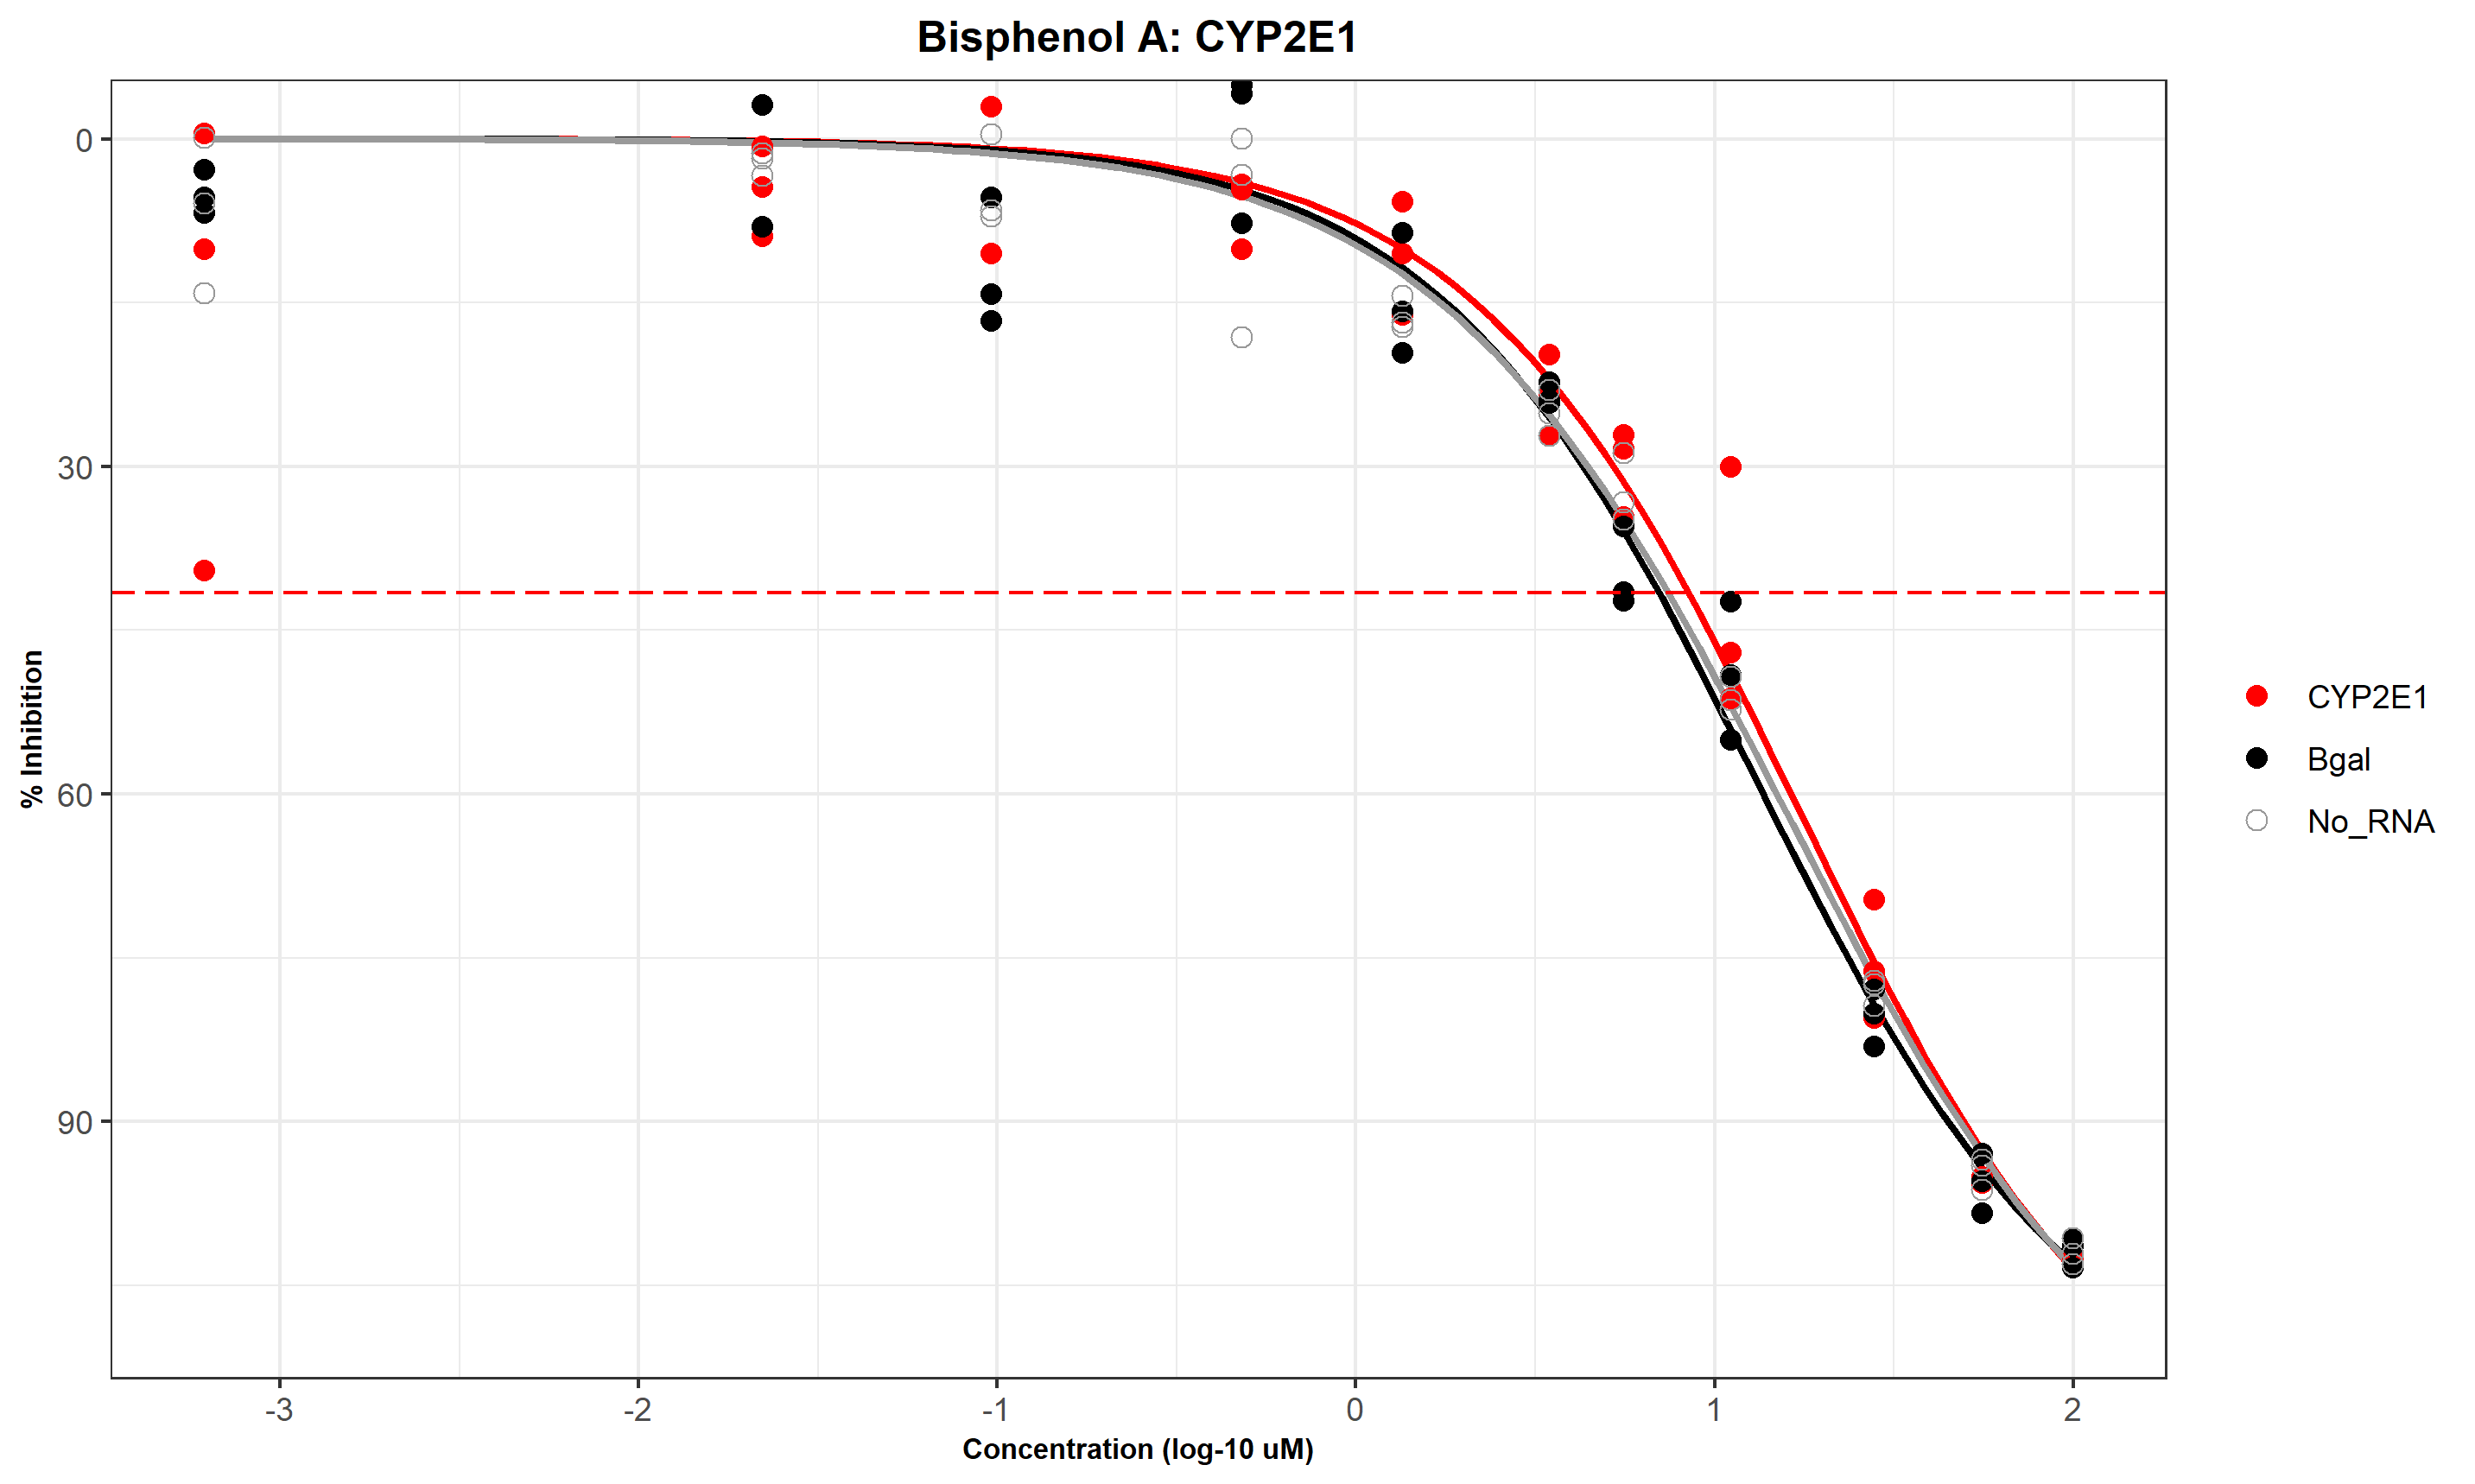 Bisphenol A: CYP2E1
% Inhibition
0
30
60
90
-3
-2
-1
0
1
2
Concentration (log-10 uM)
CYP2E1
Bgal
No_RNA